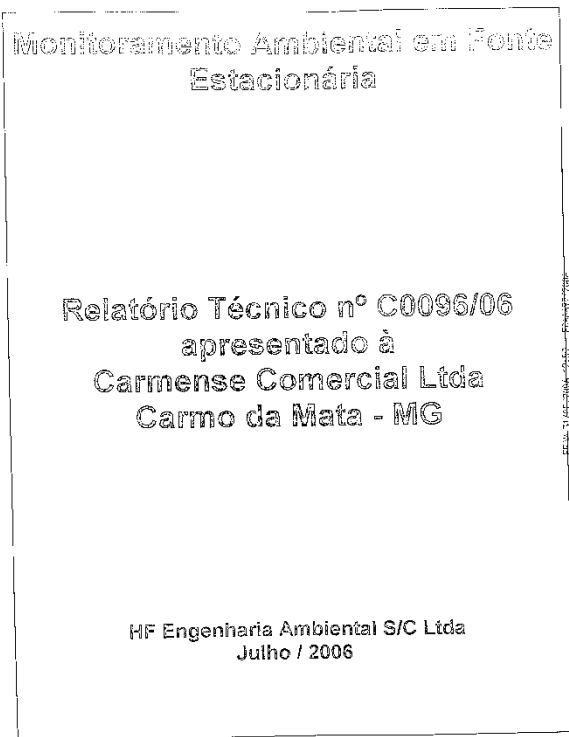 Monitoramento Ambiental em Fonte
Estacionária
Relatório Técnico nº C0096/06
apresentado à
Carmense Comercial Ltda
Carmo da Mata - MG
HF Engenharia Ambiental S/C Ltda
Julho / 2006